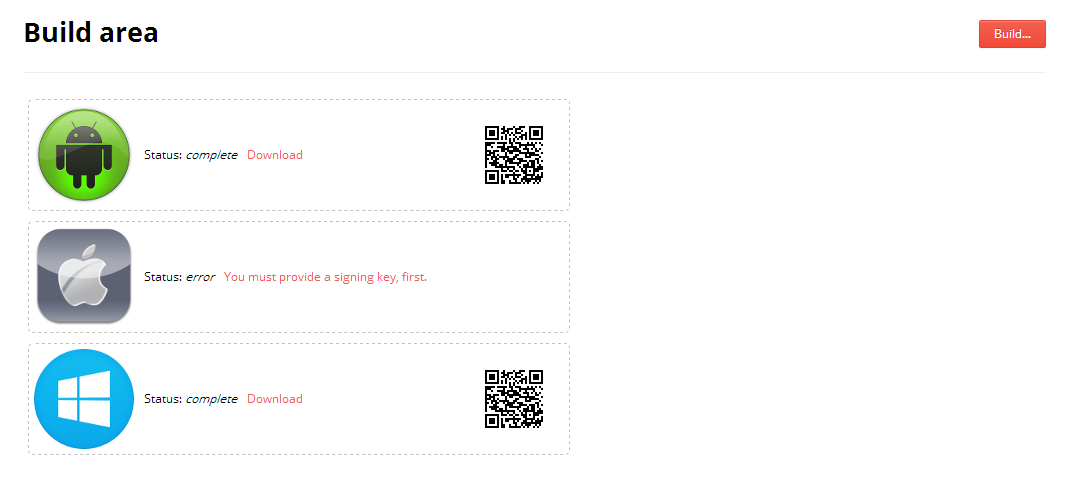 Build area
Build...
Status: complete Download
Status: error You must provide a signing key, first.
Status: complete Download